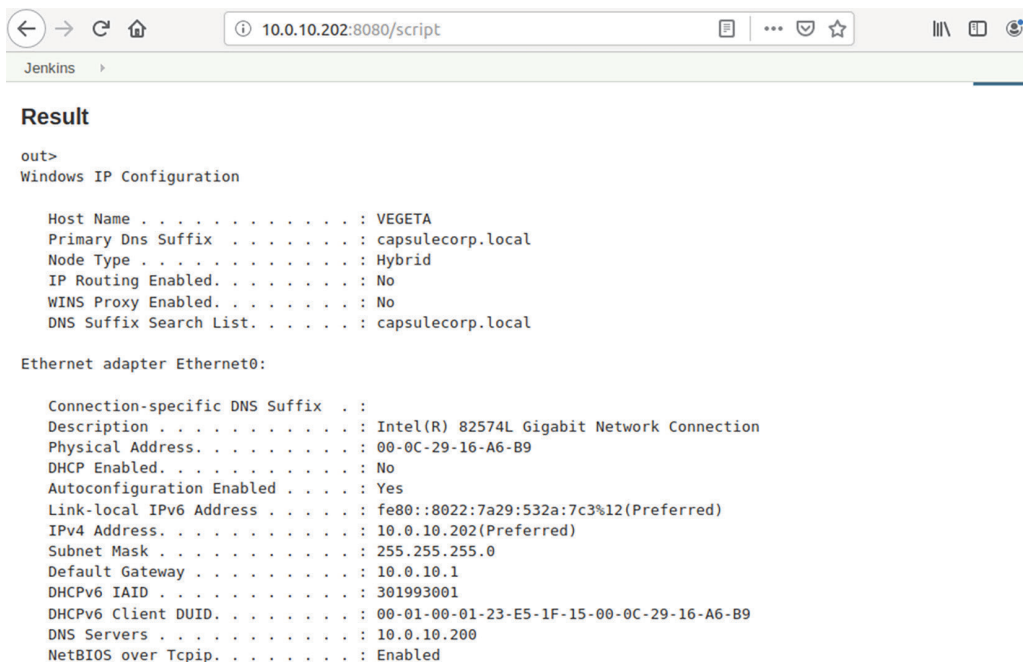 10.0.10.202:8080/script
Jenkins
Result
out>
Windows IP Configuration
Host Name . . . . . . . . . . . . : VEGETA
Primary Dns Suffix  . . . . . . . : capsulecorp.local
Node Type . . . . . . . . . . . . : Hybrid
IP Routing Enabled. . . . . . . . : No
WINS Proxy Enabled. . . . . . . . : No
DNS Suffix Search List. . . . . . : capsulecorp.local
Ethernet adapter Ethernet0:
Connection-specific DNS Suffix  . :
Description . . . . . . . . . . . : Intel(R) 82574L Gigabit Network Connection
Physical Address. . . . . . . . . : 00-0C-29-16-A6-B9
DHCP Enabled. . . . . . . . . . . : No
Autoconfiguration Enabled . . . . : Yes
Link-local IPv6 Address . . . . . : fe80::8022:7a29:532a:7c3%12(Preferred)
IPv4 Address. . . . . . . . . . . : 10.0.10.202(Preferred)
Subnet Mask . . . . . . . . . . . : 255.255.255.0
Default Gateway . . . . . . . . . : 10.0.10.1
DHCPv6 IAID . . . . . . . . . . . : 301993001
DHCPv6 Client DUID. . . . . . . . : 00-01-00-01-23-E5-1F-15-00-0C-29-16-A6-B9
DNS Servers . . . . . . . . . . . : 10.0.10.200
NetBIOS over Tcpip. . . . . . . . : Enabled